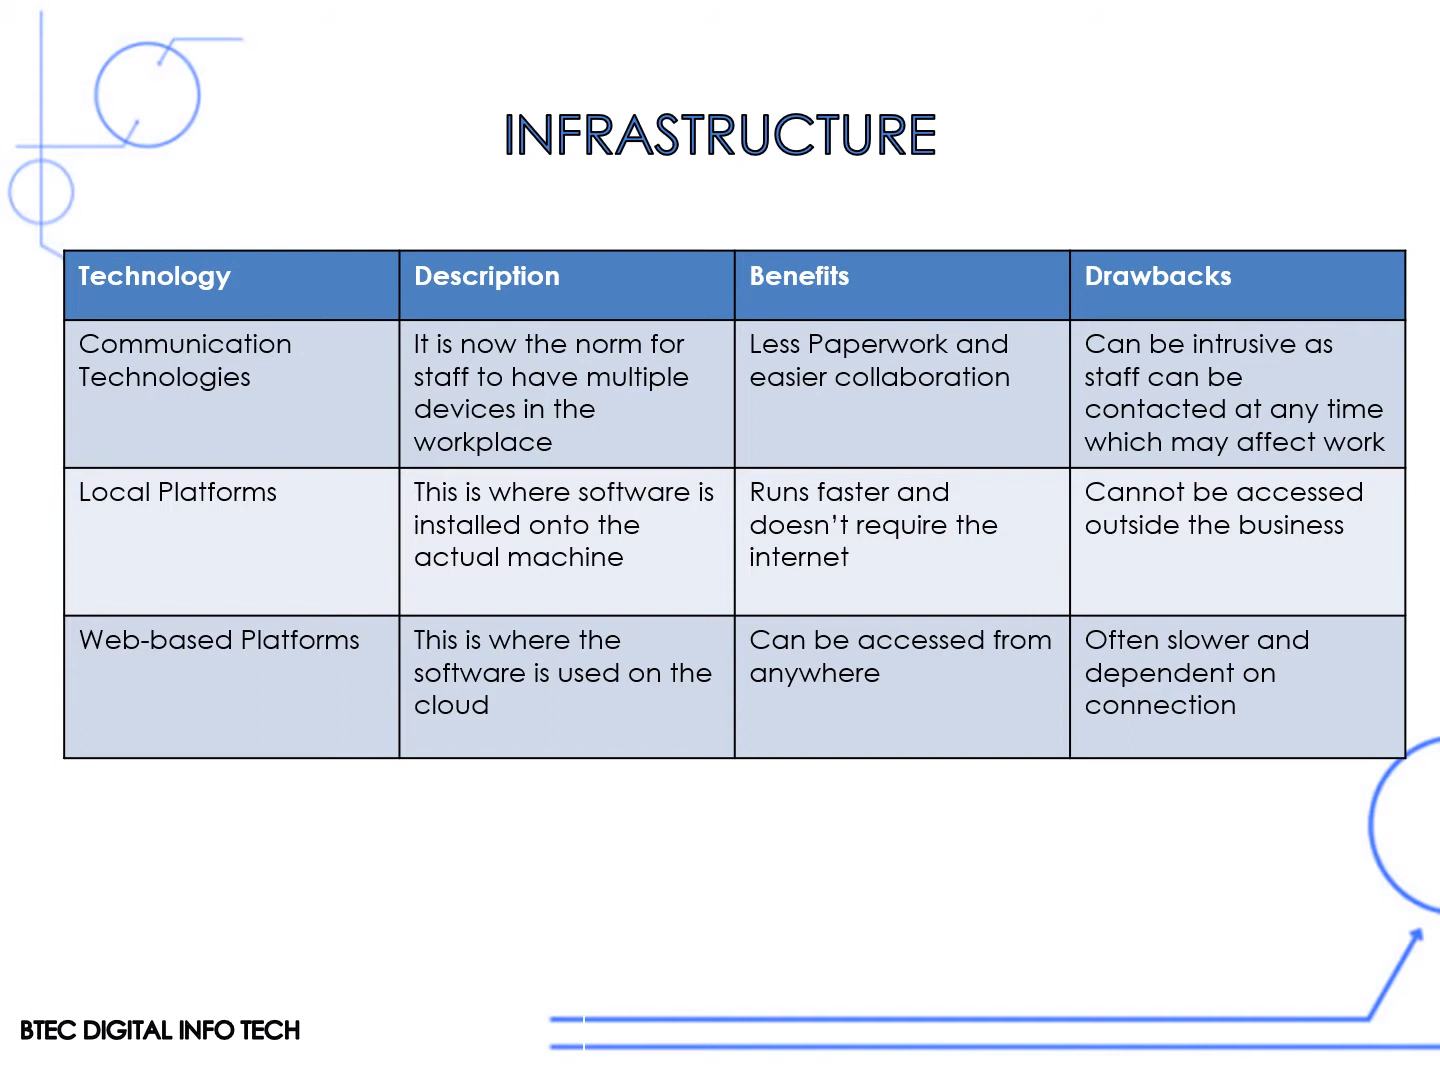 INFRASTRUCTURE
Technology
Description
Benefits
Drawbacks
Communication
Technologies
It is now the norm for
staff to have multiple
devices in the
workplace
Less Paperwork and
easier collaboration
Can be intrusive as
staff can be
contacted at any time
which may affect work
Local Platforms
This is where software is
installed onto the
actual machine
Runs faster and
doesn’t require the
internet
Cannot be accessed
outside the business
Web-based Platforms
This is where the
software is used on the
cloud
Can be accessed from
anywhere
Often slower and
dependent on
connection
BTEC DIGITAL INFO TECH